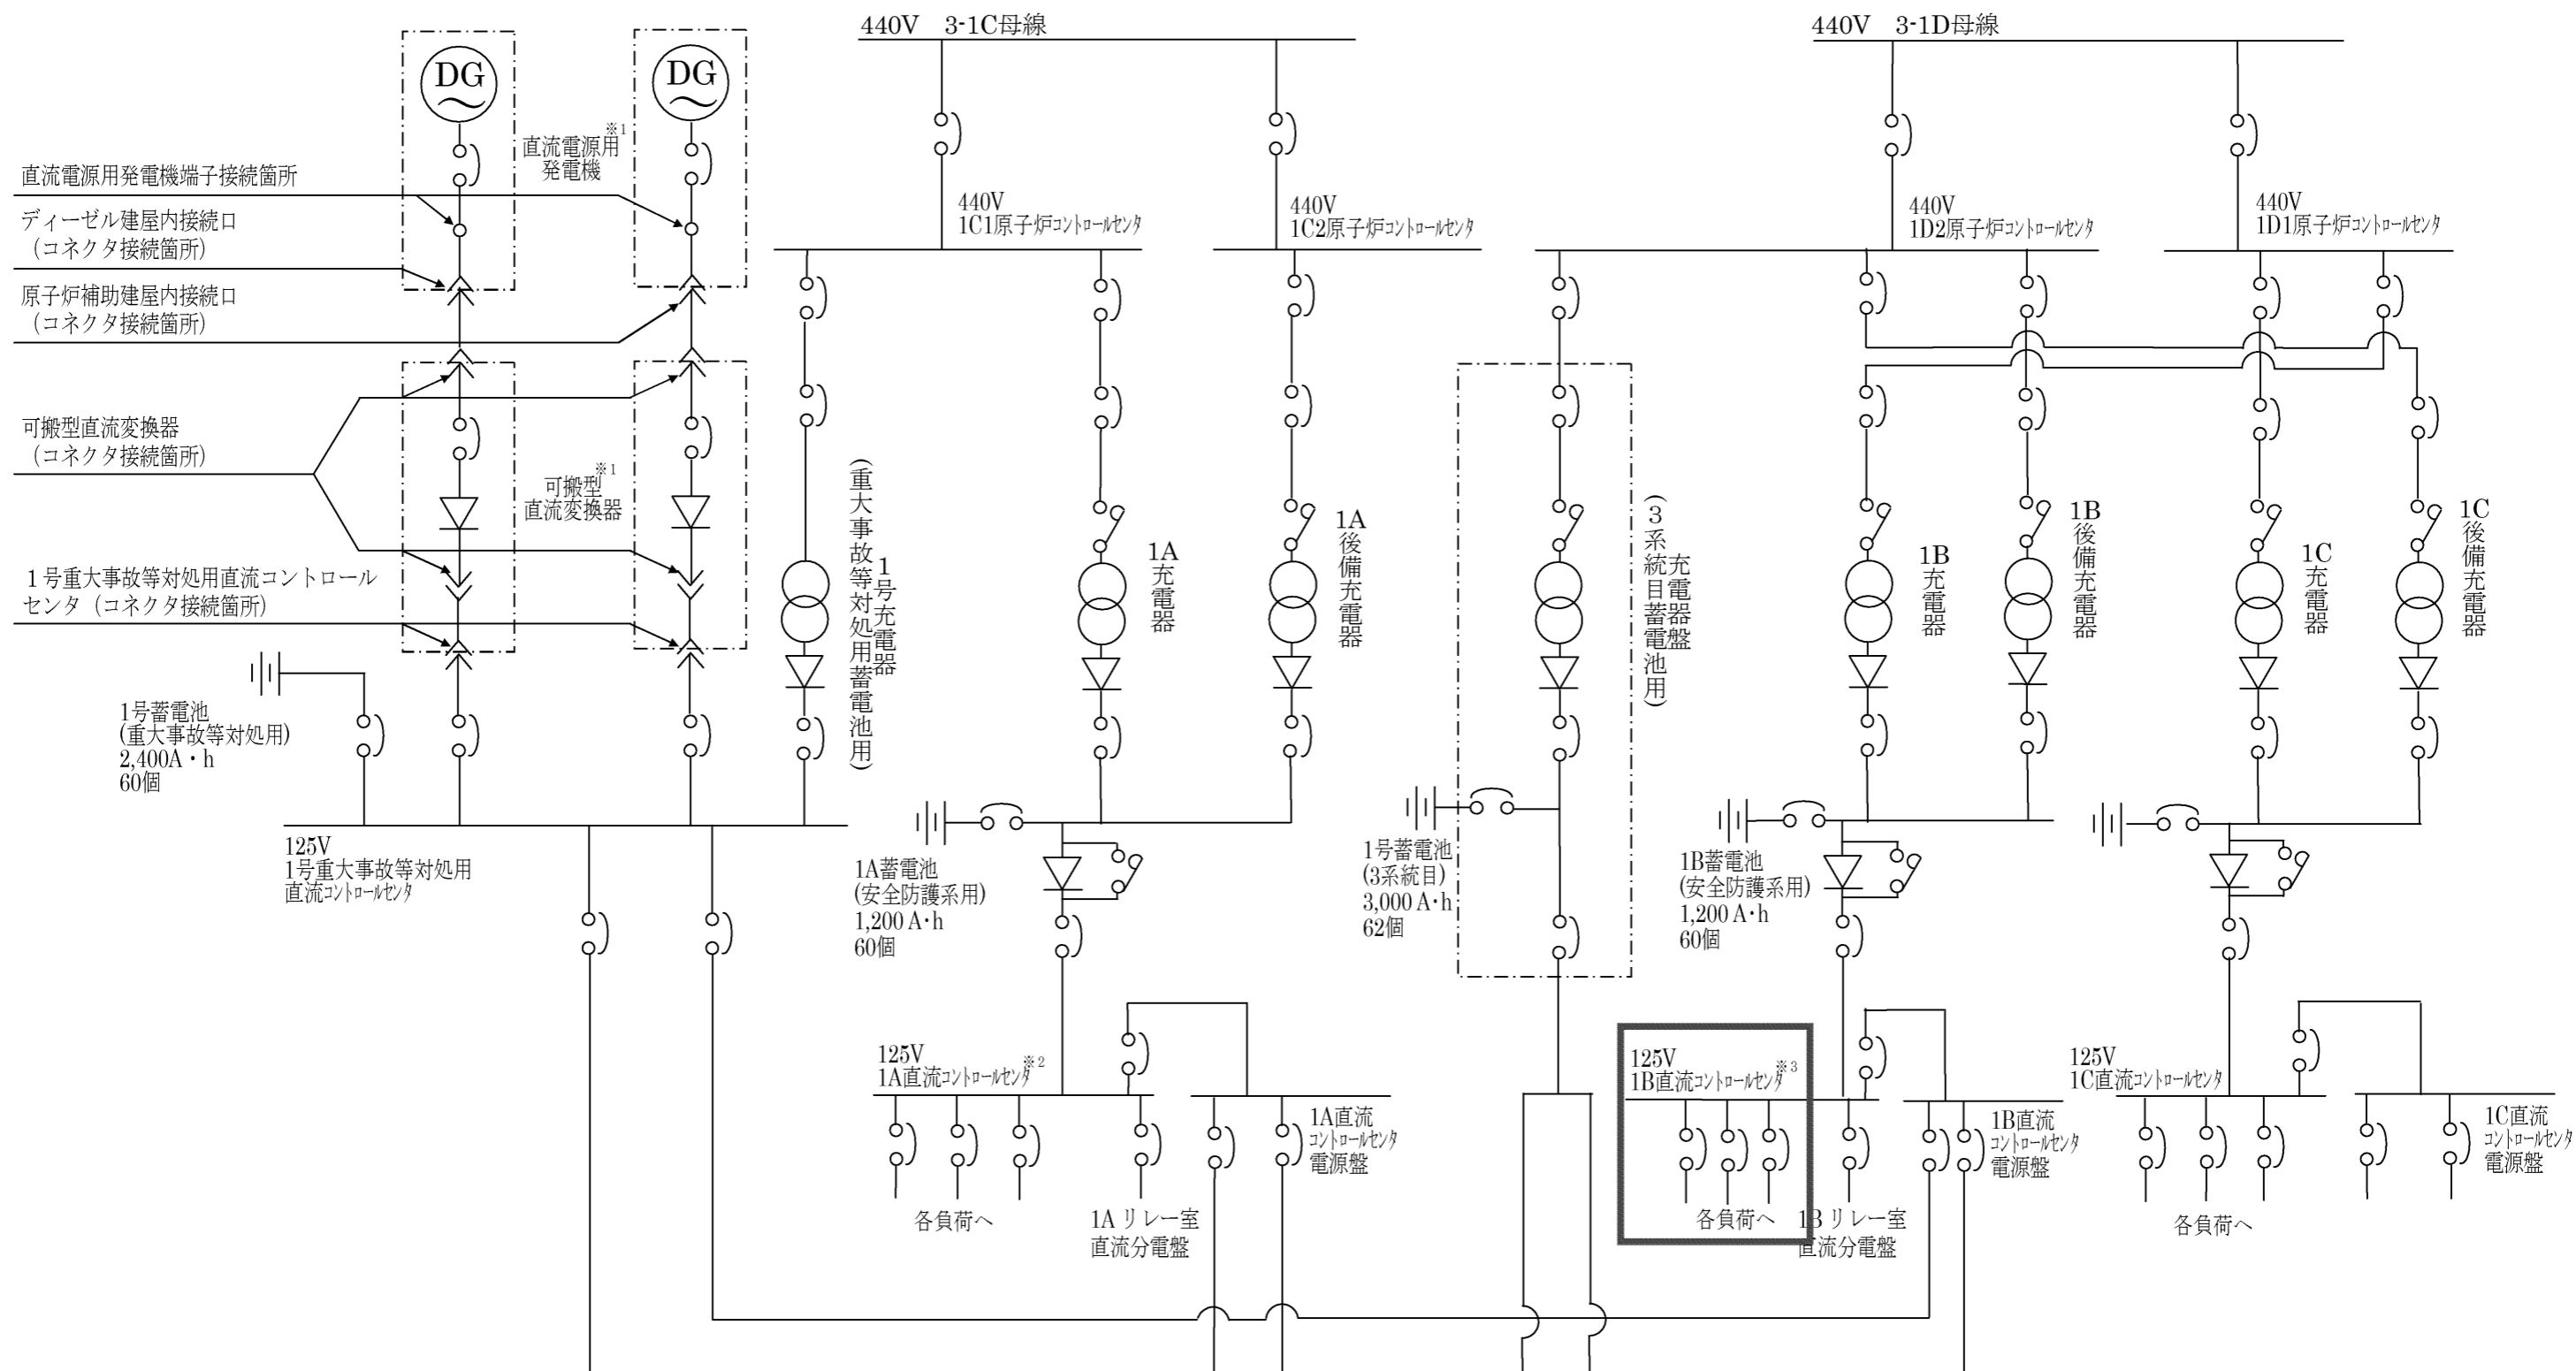 440V　3-1C母線
440V　3-1D母線
DG
DG
直流電源用※1
発電機
直流電源用発電機端子接続箇所
ディーゼル建屋内接続口
（コネクタ接続箇所）
原子炉補助建屋内接続口
（コネクタ接続箇所）
可搬型直流変換器
（コネクタ接続箇所）
可搬型※1
直流変換器
1号重大事故等対処用直流コントロール
センタ（コネクタ接続箇所）
440V
1C1原子炉コントロールセンタ
440V
1C2原子炉コントロールセンタ
440V
1D2原子炉コントロールセンタ
440V
1D1原子炉コントロールセンタ
1号充電器
（重大事故等対処用蓄電池用）
1A
充電器
1A
後備充電器
充電器盤
（3系統目蓄電池用）
1B
充電器
1B
後備充電器
1C
充電器
1C
後備充電器
1号蓄電池
(重大事故等対処用)
2,400A・h
60個
125V
1号重大事故等対処用
直流コントロールセンタ
1A蓄電池
(安全防護系用)
1,200 A・h
60個
1号蓄電池
(3系統目)
3,000 A・h
62個
1B蓄電池
(安全防護系用)
1,200 A・h
60個
125V
1A直流コントロールセンタ※2
各負荷へ
1A リレー室
直流分電盤
1A直流
コントロールセンタ
電源盤
125V
1B直流コントロールセンタ※3
各負荷へ
1B リレー室
直流分電盤
1B直流
コントロールセンタ
電源盤
125V
1C直流コントロールセンタ
各負荷へ
1C直流
コントロールセンタ
電源盤